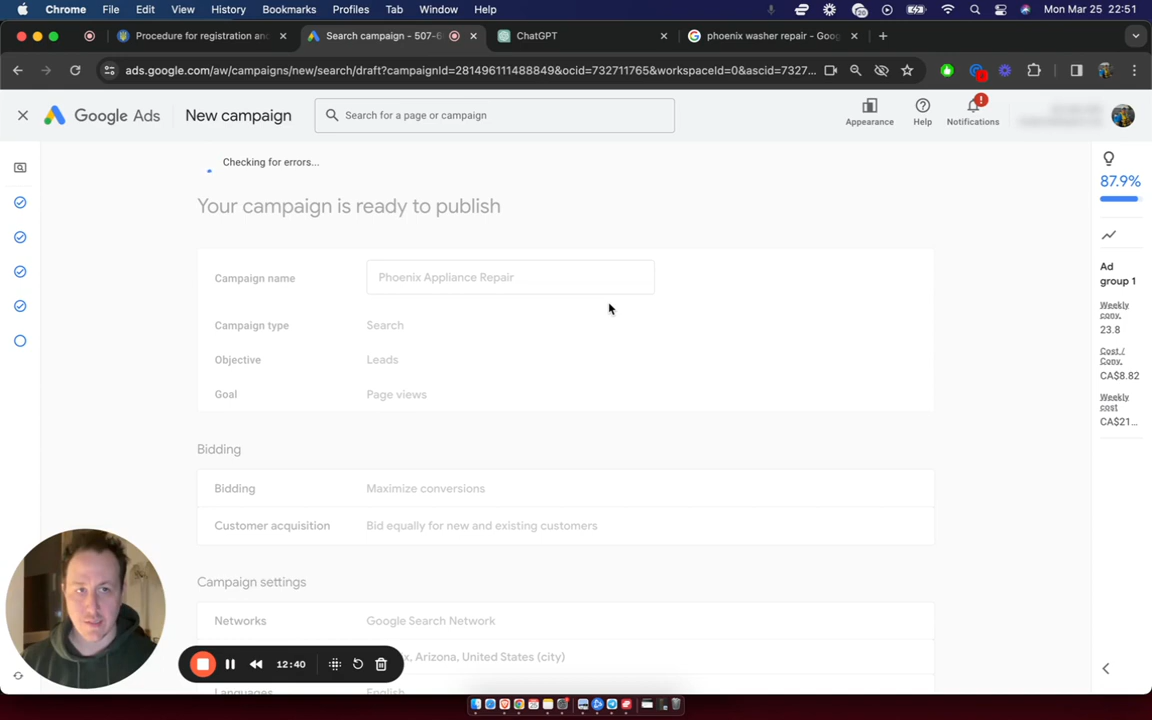 Chrome File Edit View History Bookmarks Profiles Tab Window Help
20
Mon Mar 25 22:51
Procedure for registration an
Search campaign - 507-6
ChatGPT
phoenix washer repair - Goo
ads.google.com/aw/campaigns/new/search/draft?campaignId=281496111488849&ocid=732711765&workspaceId=0&ascid=7327...
Google Ads
New campaign
Search for a page or campaign
Appearance
Help
Notifications
Checking for errors...
Your campaign is ready to publish
87.9%
Campaign name
Phoenix Appliance Repair
Ad
group 1
Campaign type
Search
Weekly
conv.
23.8
Objective
Leads
Cost /
Conv.
CA$8.82
Goal
Page views
Weekly
cost
CA$21...
Bidding
Bidding
Maximize conversions
Customer acquisition
Bid equally for new and existing customers
Campaign settings
Networks
Google Search Network
x, Arizona, United States (city)
12:40
Languages
English